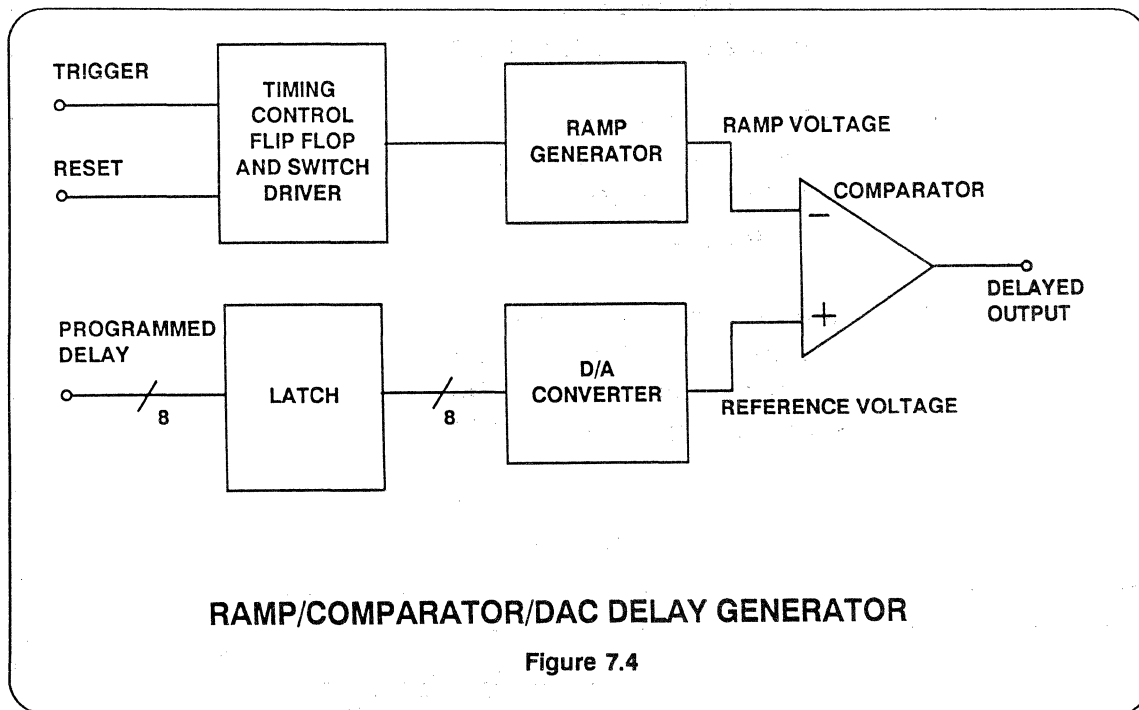 TRIGGER
RESET
TIMING
CONTROL
FLIP FLOP
AND SWITCH
DRIVER
RAMP
GENERATOR
RAMP VOLTAGE
COMPARATOR
−
+
DELAYED
OUTPUT
PROGRAMMED
DELAY
8
LATCH
8
D/A
CONVERTER
REFERENCE VOLTAGE
RAMP/COMPARATOR/DAC DELAY GENERATOR
Figure 7.4